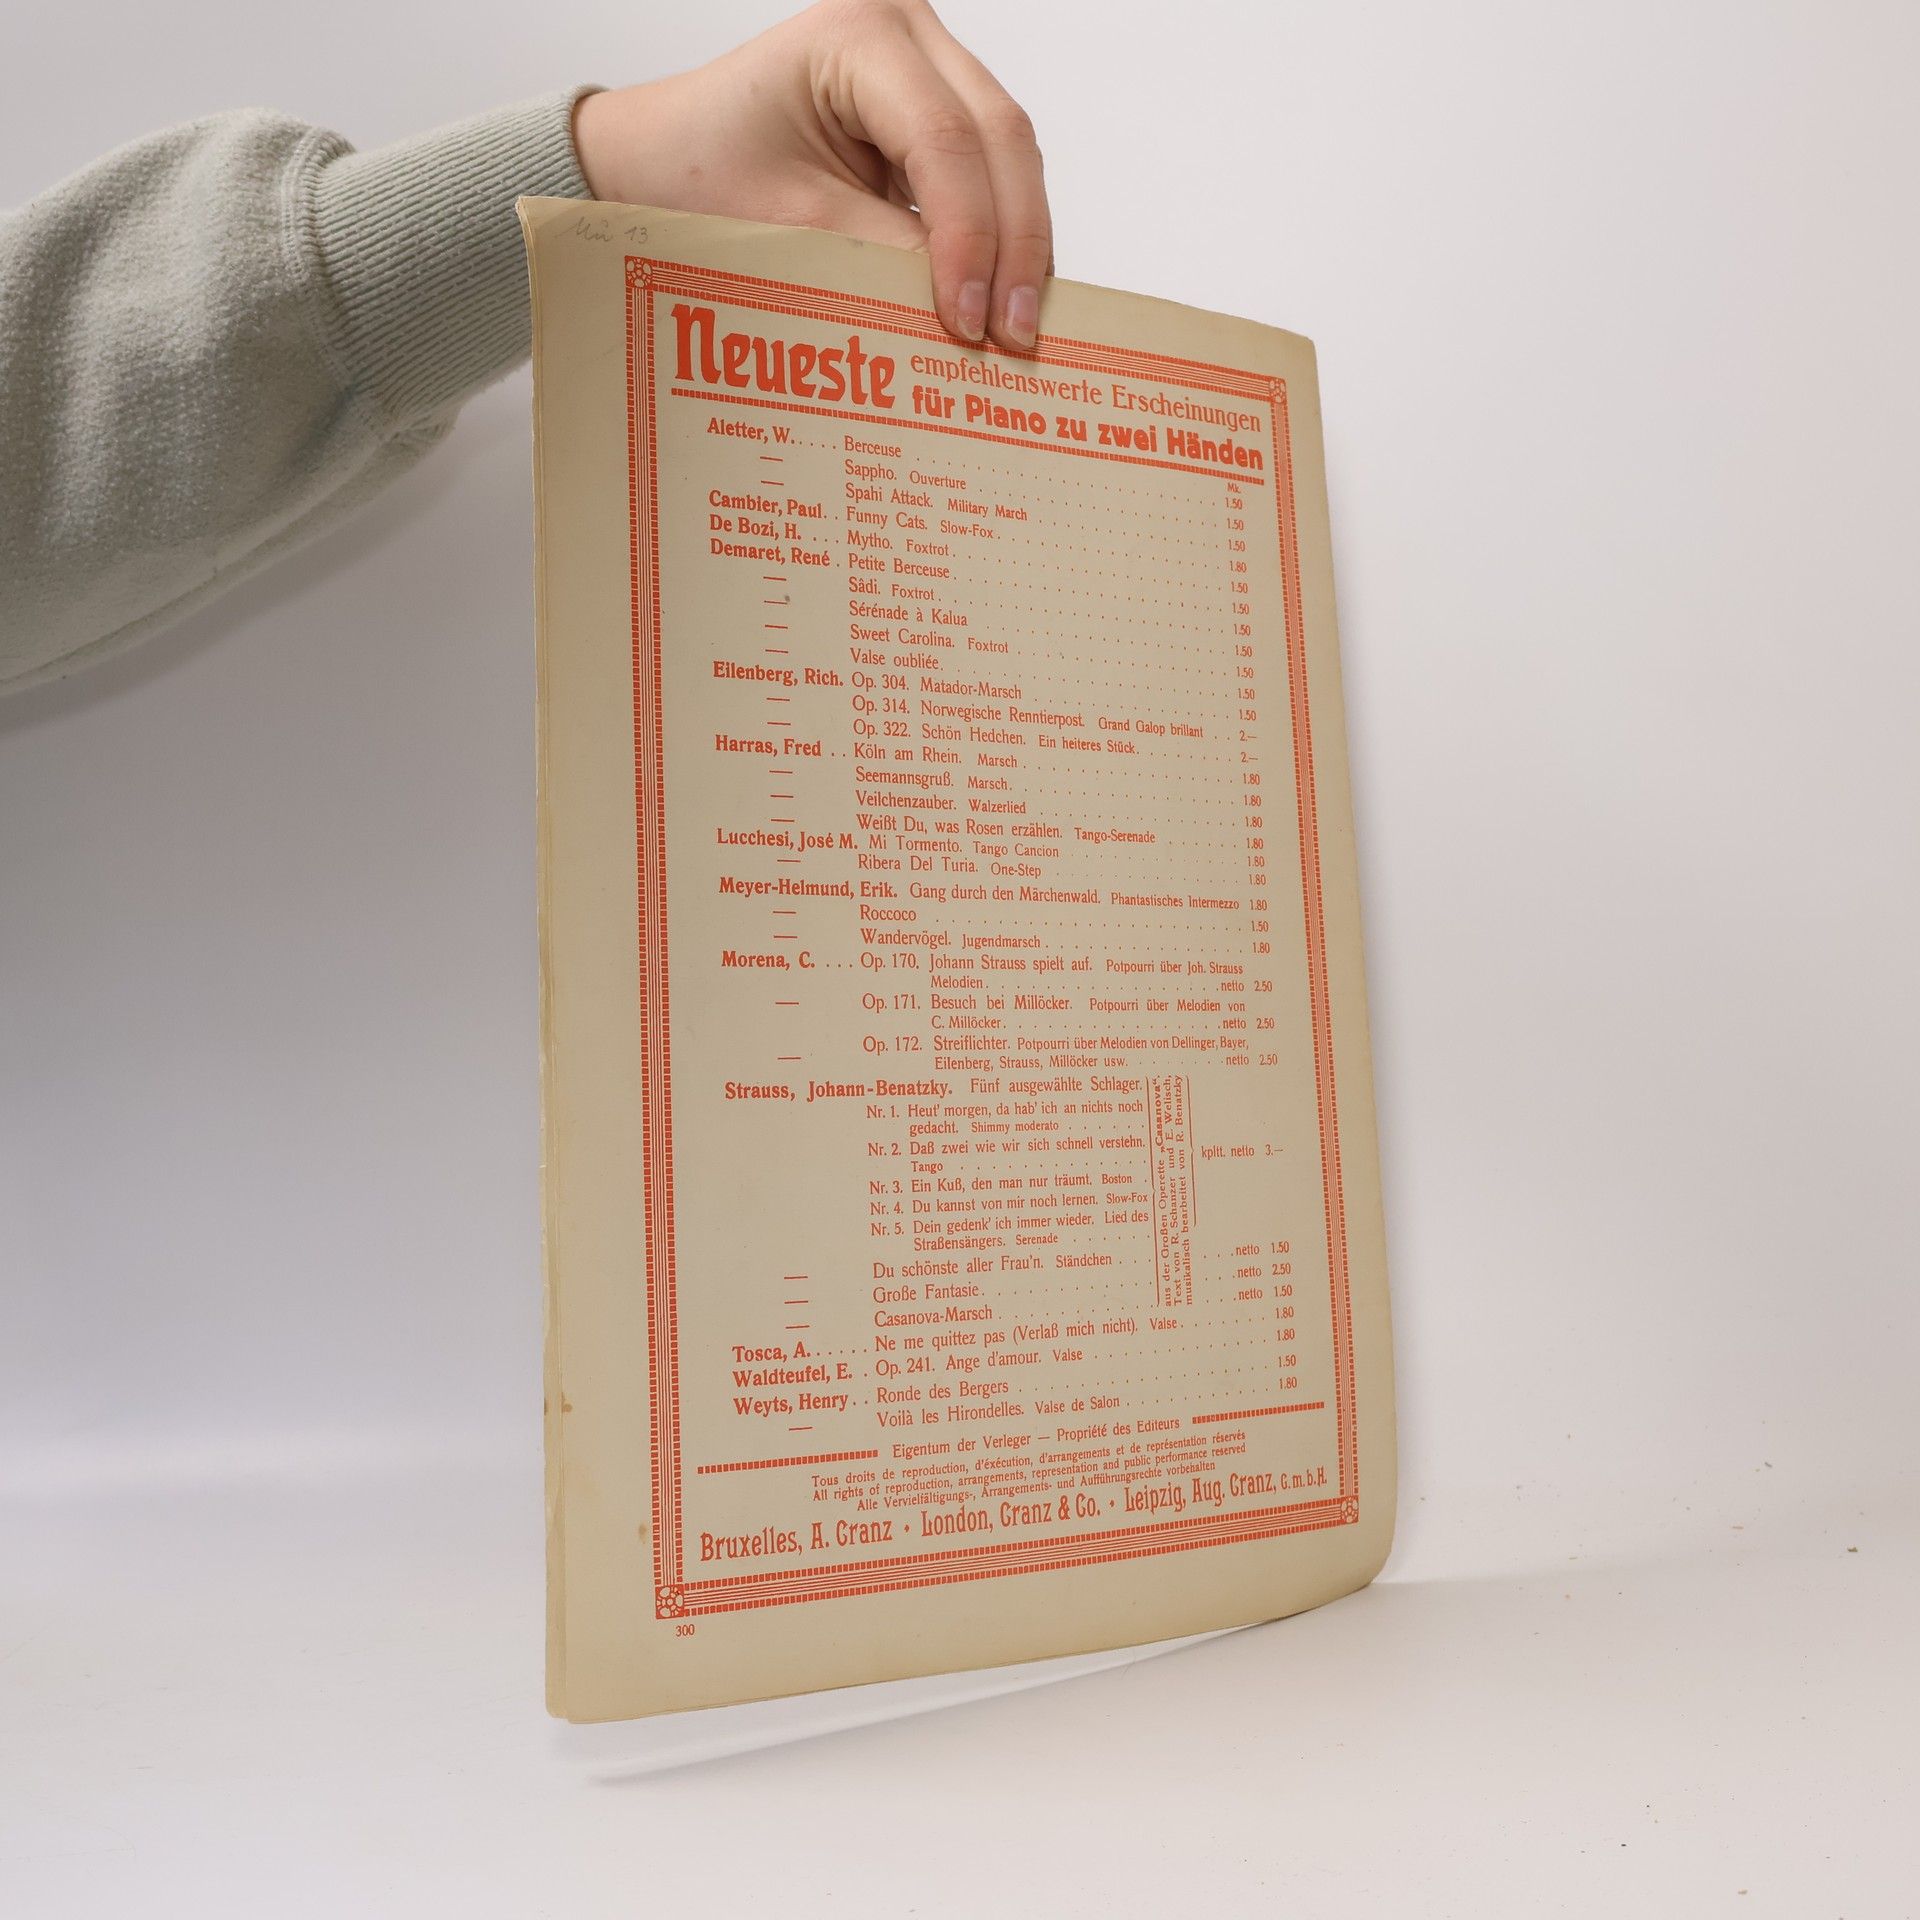 13
Neueste empfehlenswerte Erscheinungen
für Piano zu zwei Händen
Mk.
Aletter, W. . . . . Berceuse . . . . 1.50
— Sappho. Ouverture . . . . 1.50
— Spahi Attack. Military March . . . . 1.50
Cambier, Paul. . Funny Cats. Slow-Fox . . . . 1.80
De Bozi, H. . . . . Mytho. Foxtrot . . . . 1.50
Demaret, René . Petite Berceuse . . . . 1.50
— Sâdi. Foxtrot . . . . 1.50
— Sérénade à Kalua . . . . 1.50
— Sweet Carolina. Foxtrot . . . . 1.50
— Valse oubliée. . . . . 1.50
Eilenberg, Rich. Op. 304. Matador-Marsch . . . . 1.50
— Op. 314. Norwegische Renntierpost. Grand Galop brillant . . 2.—
— Op. 322. Schön Hedchen. Ein heiteres Stück. . . . . 2.—
Harras, Fred . . Köln am Rhein. Marsch . . . . 1.80
— Seemannsgruß. Marsch. . . . . 1.80
— Veilchenzauber. Walzerlied . . . . 1.80
— Weißt Du, was Rosen erzählen. Tango-Serenade . . . . 1.80
Lucchesi, José M. Mi Tormento. Tango Cancion . . . . 1.80
— Ribera Del Turia. One-Step . . . . 1.80
Meyer-Helmund, Erik. Gang durch den Märchenwald. Phantastisches Intermezzo 1.80
— Roccoco . . . . 1.50
— Wandervögel. Jugendmarsch . . . . 1.80
Morena, C. . . . . Op. 170. Johann Strauss spielt auf. Potpourri über Joh. Strauss
Melodien. . . . . netto 2.50
— Op. 171. Besuch bei Millöcker. Potpourri über Melodien von
C. Millöcker. . . . . netto 2.50
— Op. 172. Streiflichter. Potpourri über Melodien von Dellinger, Bayer,
Eilenberg, Strauss, Millöcker usw. . . . . netto 2.50
Strauss, Johann-Benatzky. Fünf ausgewählte Schlager.
Nr. 1. Heut' morgen, da hab' ich an nichts noch
gedacht. Shimmy moderato . . . .
Nr. 2. Daß zwei wie wir sich schnell verstehn.
Tango . . . .
Nr. 3. Ein Kuß, den man nur träumt. Boston .
Nr. 4. Du kannst von mir noch lernen. Slow-Fox
Nr. 5. Dein gedenk' ich immer wieder. Lied des
Straßensängers. Serenade . . . .
kpltt. netto 3.—
aus der Großen Operette „Casanova“.
Text von R. Schanzer und E. Welisch,
musikalisch bearbeitet von R. Benatzky
— Du schönste aller Frau'n. Ständchen . . . . netto 1.50
— Große Fantasie. . . . . netto 2.50
— Casanova-Marsch . . . . netto 1.50
Tosca, A. . . . . . Ne me quittez pas (Verlaß mich nicht). Valse. . . . . 1.80
Waldteufel, E. . Op. 241. Ange d'amour. Valse . . . . 1.80
Weyts, Henry . . Ronde des Bergers . . . . 1.50
— Voilà les Hirondelles. Valse de Salon . . . . 1.80
Eigentum der Verleger — Propriété des Editeurs
Tous droits de reproduction, d'éxécution, d'arrangements et de représentation réservés
All rights of reproduction, arrangements, representation and public performance reserved
Alle Vervielfältigungs-, Arrangements- und Aufführungsrechte vorbehalten
Bruxelles, A. Cranz • London, Cranz & Co. • Leipzig, Aug. Cranz, G. m. b. H.
300